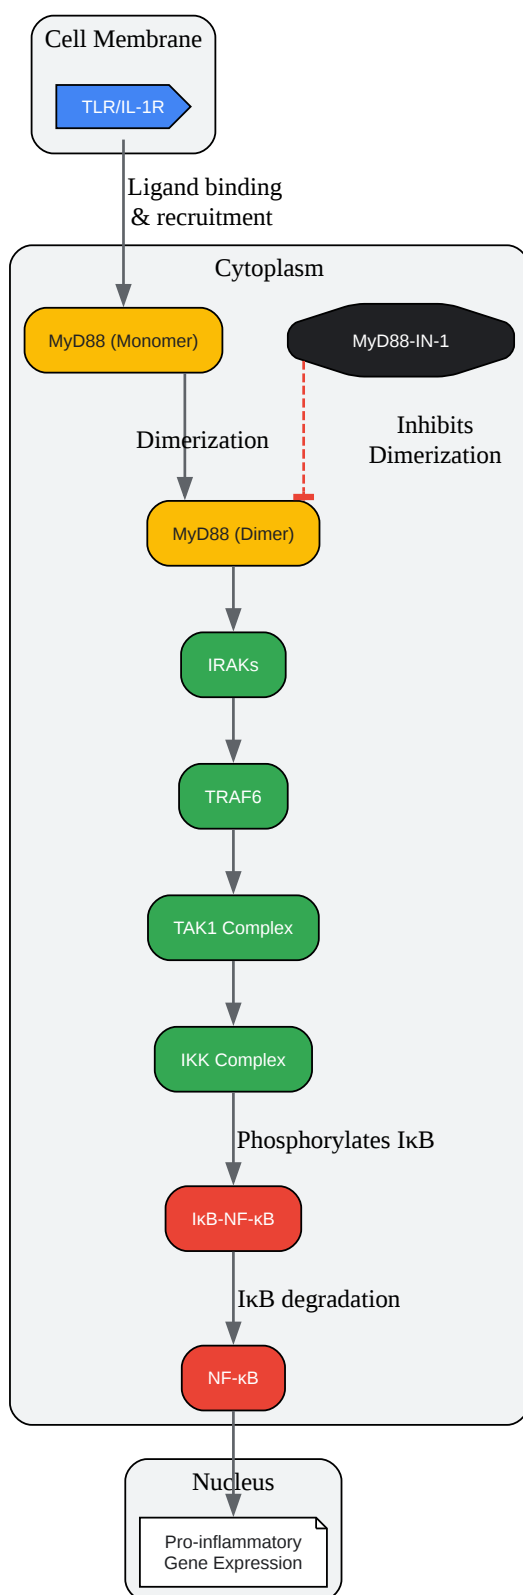 Cell Membrane
TLR/IL-1R
Ligand binding
& recruitment
Cytoplasm
MyD88 (Monomer)
MyD88-IN-1
Dimerization
Inhibits
Dimerization
MyD88 (Dimer)
IRAKs
TRAF6
TAK1 Complex
IKK Complex
Phosphorylates IκB
IκB-NF-κB
IκB degradation
NF-κB
Nucleus
Pro-inflammatory
Gene Expression